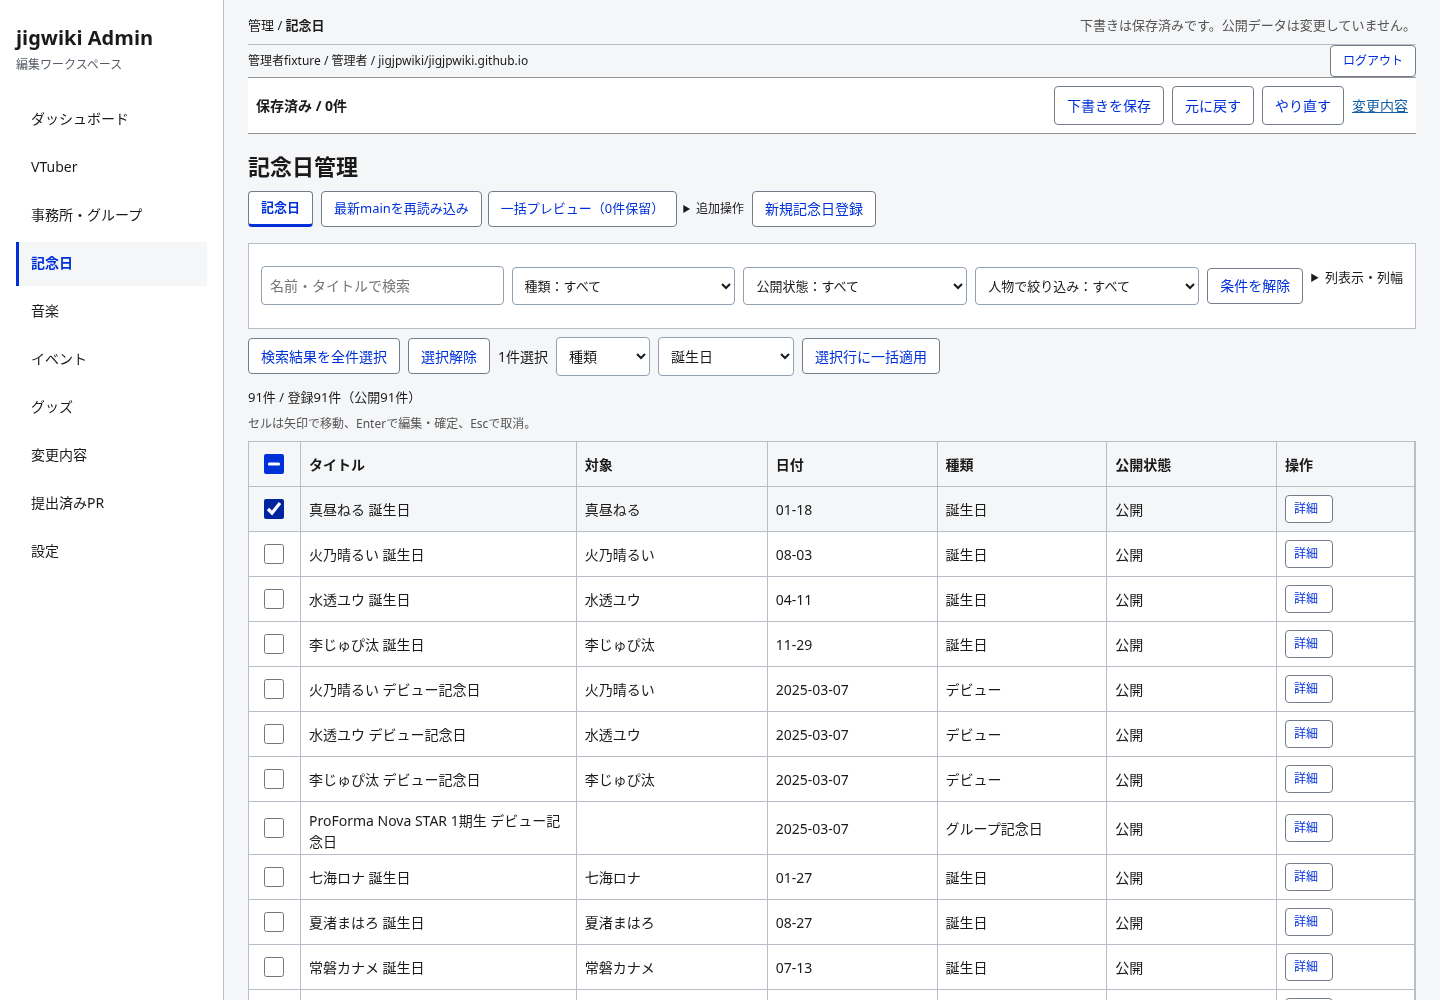 jigwiki Admin
編集ワークスペース
ダッシュボード
VTuber
事務所・グループ
記念日
音楽
イベント
グッズ
変更内容
提出済みPR
設定
管理 / 記念日
下書きは保存済みです。公開データは変更していません。
管理者fixture / 管理者 / jigjpwiki/jigjpwiki.github.io
ログアウト
保存済み / 0件
下書きを保存
元に戻す
やり直す
変更内容
記念日管理
記念日
最新mainを再読み込み
一括プレビュー（0件保留）
▶ 追加操作
新規記念日登録
名前・タイトルで検索
種類：すべて
公開状態：すべて
人物で絞り込み：すべて
条件を解除
▶ 列表示・列幅
検索結果を全件選択
選択解除
1件選択
種類
誕生日
選択行に一括適用
91件 / 登録91件（公開91件）
セルは矢印で移動、Enterで編集・確定、Escで取消。
タイトル 対象 日付 種類 公開状態 操作
真昼ねる 誕生日 真昼ねる 01-18 誕生日 公開 詳細
火乃晴るい 誕生日 火乃晴るい 08-03 誕生日 公開 詳細
水透ユウ 誕生日 水透ユウ 04-11 誕生日 公開 詳細
李じゅぴ汰 誕生日 李じゅぴ汰 11-29 誕生日 公開 詳細
火乃晴るい デビュー記念日 火乃晴るい 2025-03-07 デビュー 公開 詳細
水透ユウ デビュー記念日 水透ユウ 2025-03-07 デビュー 公開 詳細
李じゅぴ汰 デビュー記念日 李じゅぴ汰 2025-03-07 デビュー 公開 詳細
ProForma Nova STAR 1期生 デビュー記
念日
2025-03-07 グループ記念日 公開 詳細
七海ロナ 誕生日 七海ロナ 01-27 誕生日 公開 詳細
夏渚まはろ 誕生日 夏渚まはろ 08-27 誕生日 公開 詳細
常磐カナメ 誕生日 常磐カナメ 07-13 誕生日 公開 詳細